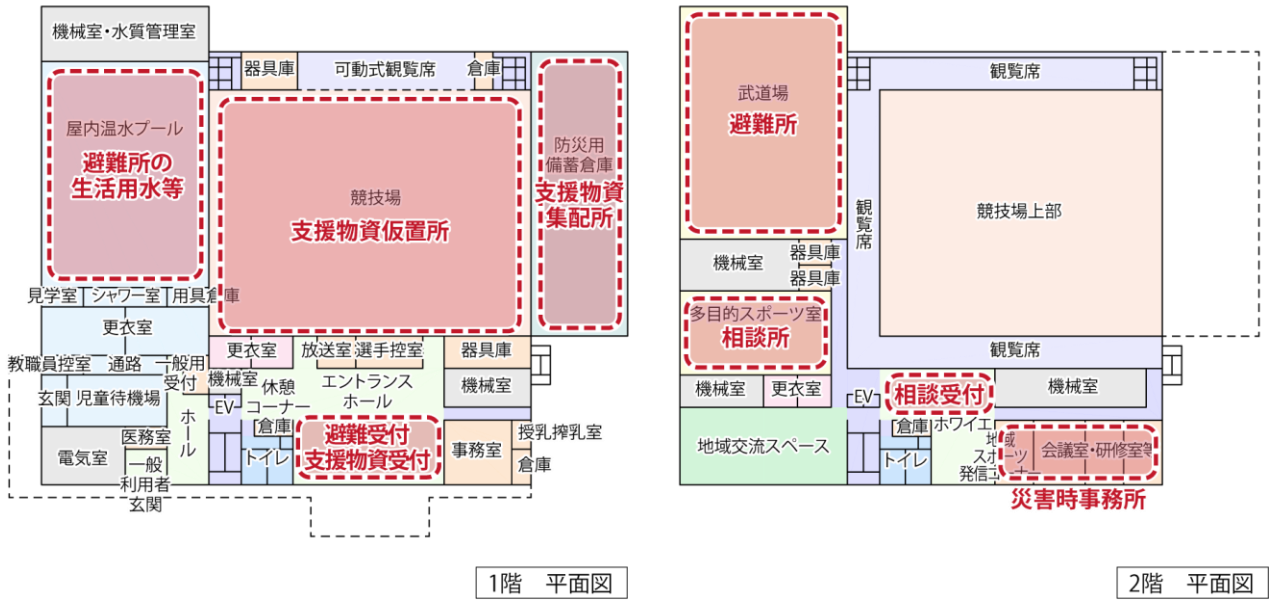 機械室・水質管理室
器具庫
可動式観覧席
倉庫
屋内温水プール
避難所の
生活用水等
競技場
支援物資仮置所
防災用
備蓄倉庫
支援物資
集配所
見学室
シャワー室
用具倉庫
更衣室
教職員控室
通路
一般用
受付
玄関
児童待機場
電気室
医務室
一般
利用者
玄関
ホール
更衣室
放送室
選手控室
器具庫
機械室
EV
休憩
コーナー
倉庫
トイレ
エントランス
ホール
機械室
避難受付
支援物資受付
事務室
授乳搾乳室
倉庫
1階 平面図
武道場
避難所
観覧席
観覧席
競技場上部
機械室
器具庫
器具庫
多目的スポーツ室
相談所
観覧席
機械室
更衣室
EV
相談受付
機械室
地域交流スペース
倉庫
トイレ
ホワイエ
地域
スポーツ
発信コーナー
会議室・研修室等
災害時事務所
2階 平面図